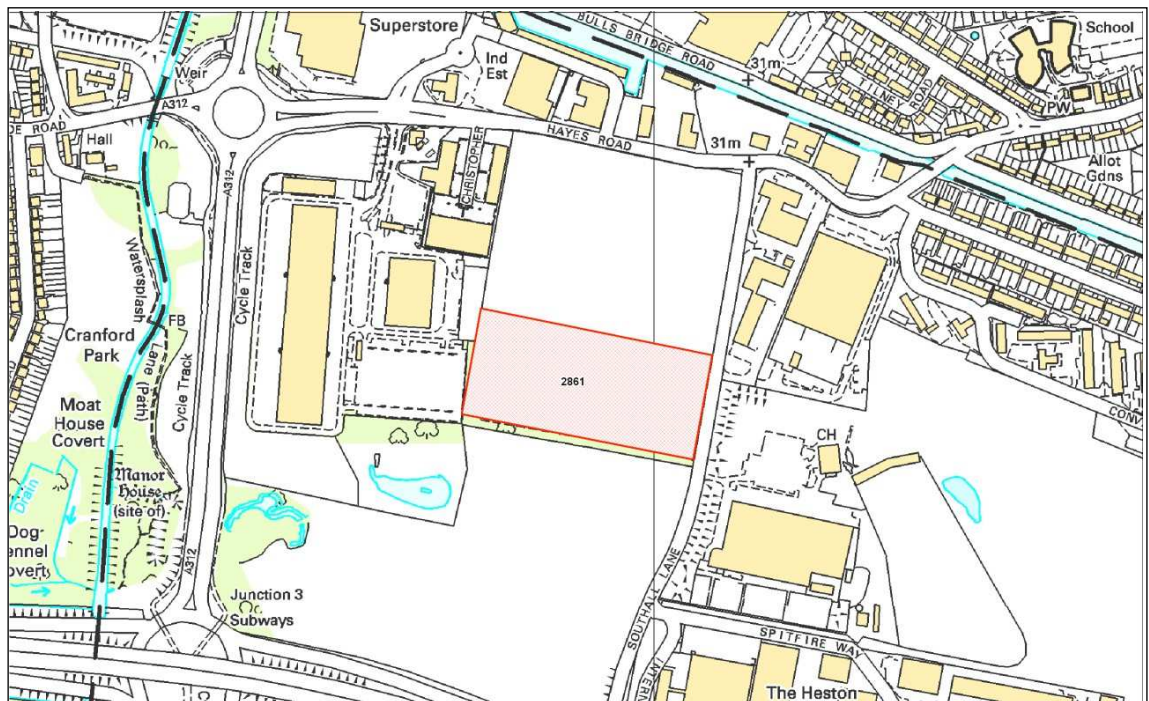 Superstore
BULLS BRIDGE ROAD
School
Ind
Est
31m
Weir
A312
ROAD
PW
Hall
HAYES ROAD
31m
Allot
Gdns
CHRISTOPHER
A312
Cycle Track
Watersplash
Lane (Path)
FB
Cranford
Park
Cycle Track
2861
Moat
House
Covert
CH
Manor
House
(site of)
Drain
Dog
ennel
overt
A312
Junction 3
Subways
SOUTHALL LANE
SPITFIRE WAY
INTERN
The Heston
CONV